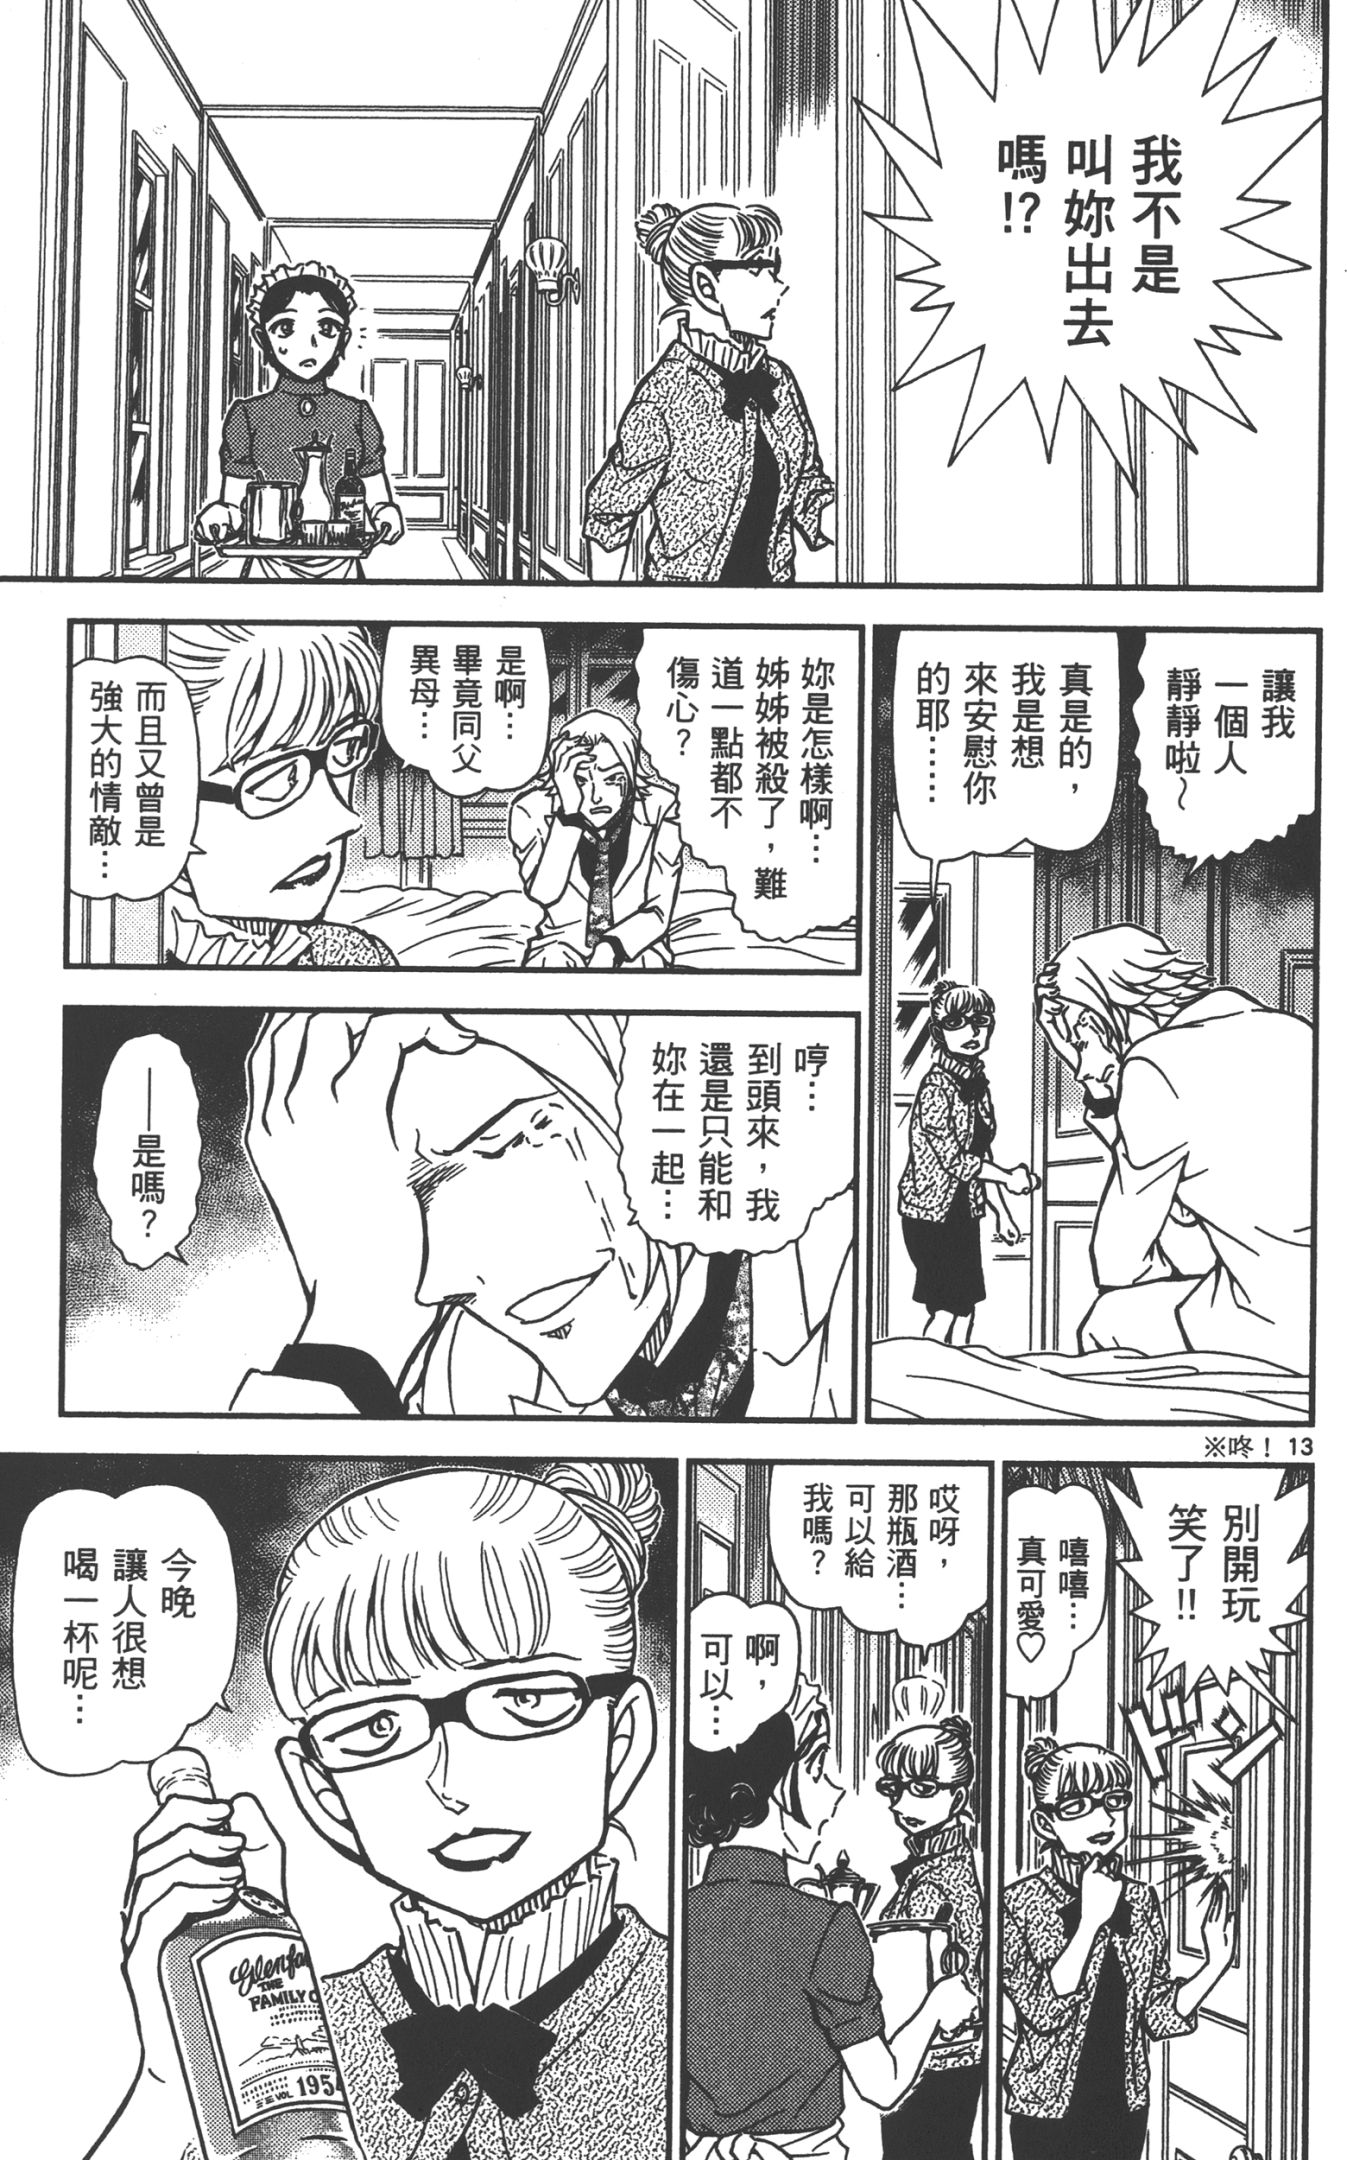 我不是
叫妳出去
嗎!?
讓我
一個人
靜靜啦～
真是的，
我是想
來安慰你
的耶……
妳是怎樣啊…
姊姊被殺了，難
道一點都不
傷心？
是啊…
畢竟同父
異母…
而且又曾是
強大的情敵…
哼…
到頭來，我
還是只能和
妳在一起…
——是嗎？
※咚！ 13
別開玩
笑了!!
ドン
嘻嘻…
真可愛♡
哎呀，
那瓶酒…
可以給
我嗎？
啊，
可以…
今晚
讓人很想
喝一杯呢…
Glenfa
THE
FAMILY C
VOL 1954